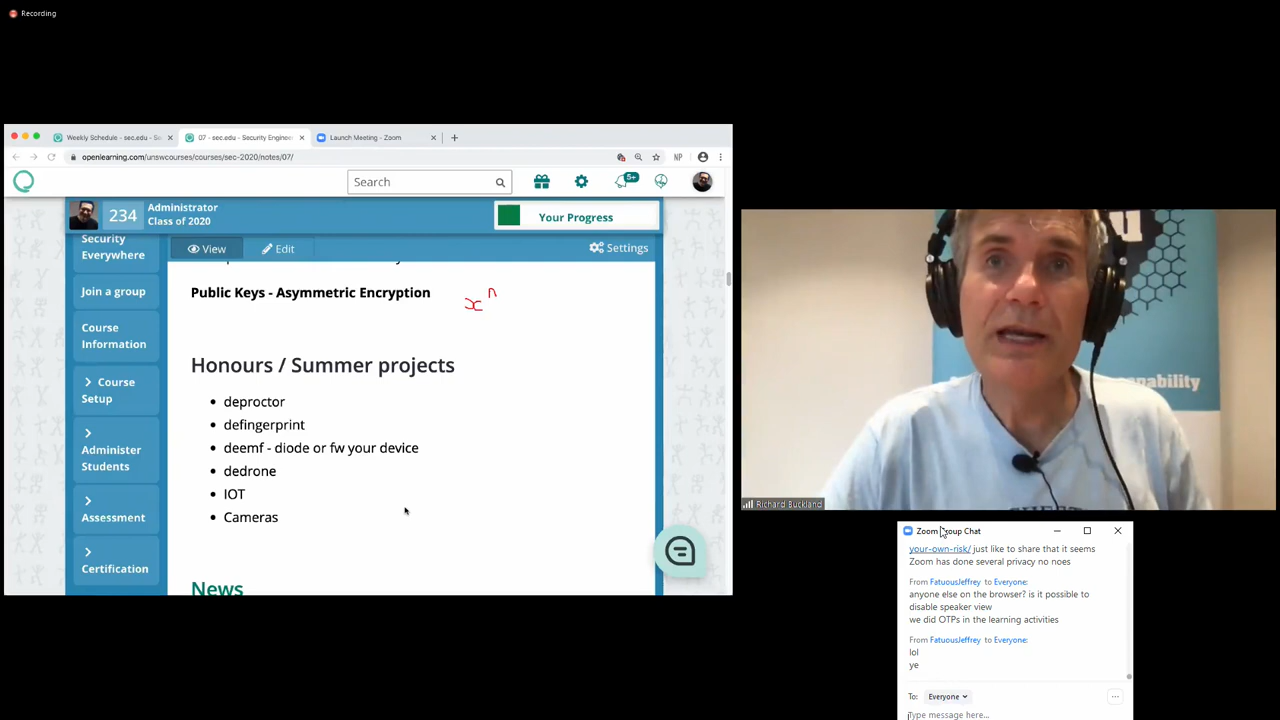 Recording
Weekly Schedule - sec.edu - Se
07 - sec.edu - Security Enginee
Launch Meeting - Zoom
openlearning.com/unswcourses/courses/sec-2020/notes/07/
NP
Search
5+
234
Administrator
Class of 2020
Your Progress
Security
Everywhere
View
Edit
Settings
Join a group
Course
Information
Course
Setup
Administer
Students
Assessment
Certification
Public Keys - Asymmetric Encryption
x n
Honours / Summer projects
deproctor
defingerprint
deemf - diode or fw your device
dedrone
IOT
Cameras
News
u
apability
Richard Buckland
Zoom Group Chat
your-own-risk/ just like to share that it seems
Zoom has done several privacy no noes
From FatuousJeffrey to Everyone:
anyone else on the browser? is it possible to
disable speaker view
we did OTPs in the learning activities
From FatuousJeffrey to Everyone:
lol
ye
To: Everyone
Type message here...